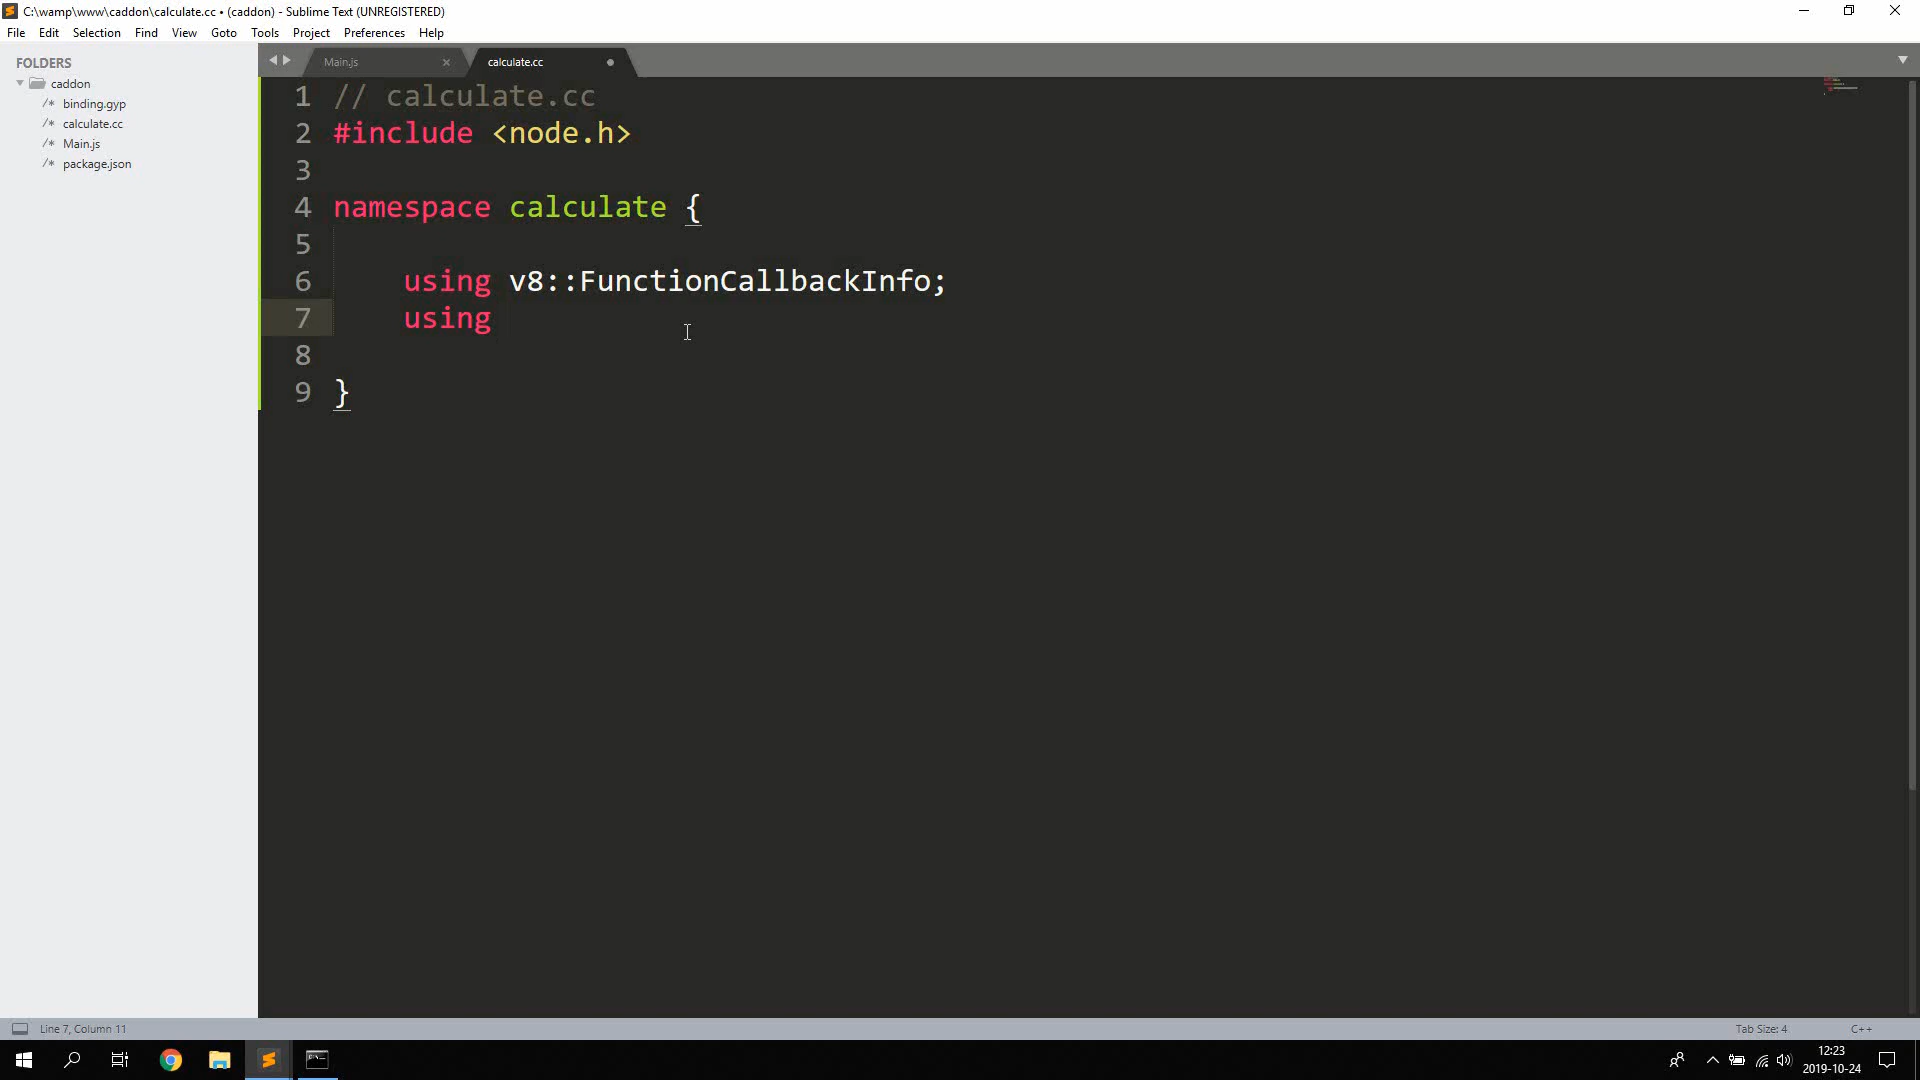 C:\wamp\www\caddon\calculate.cc • (caddon) - Sublime Text (UNREGISTERED)
File Edit Selection Find View Goto Tools Project Preferences Help
FOLDERS
caddon
/* binding.gyp
/* calculate.cc
/* Main.js
/* package.json
Main.js × calculate.cc
1 // calculate.cc
2 #include <node.h>
3
4 namespace calculate {
5
6 using v8::FunctionCallbackInfo;
7 using
8
9 }
Line 7, Column 11
Tab Size: 4
C++
12:23
2019-10-24